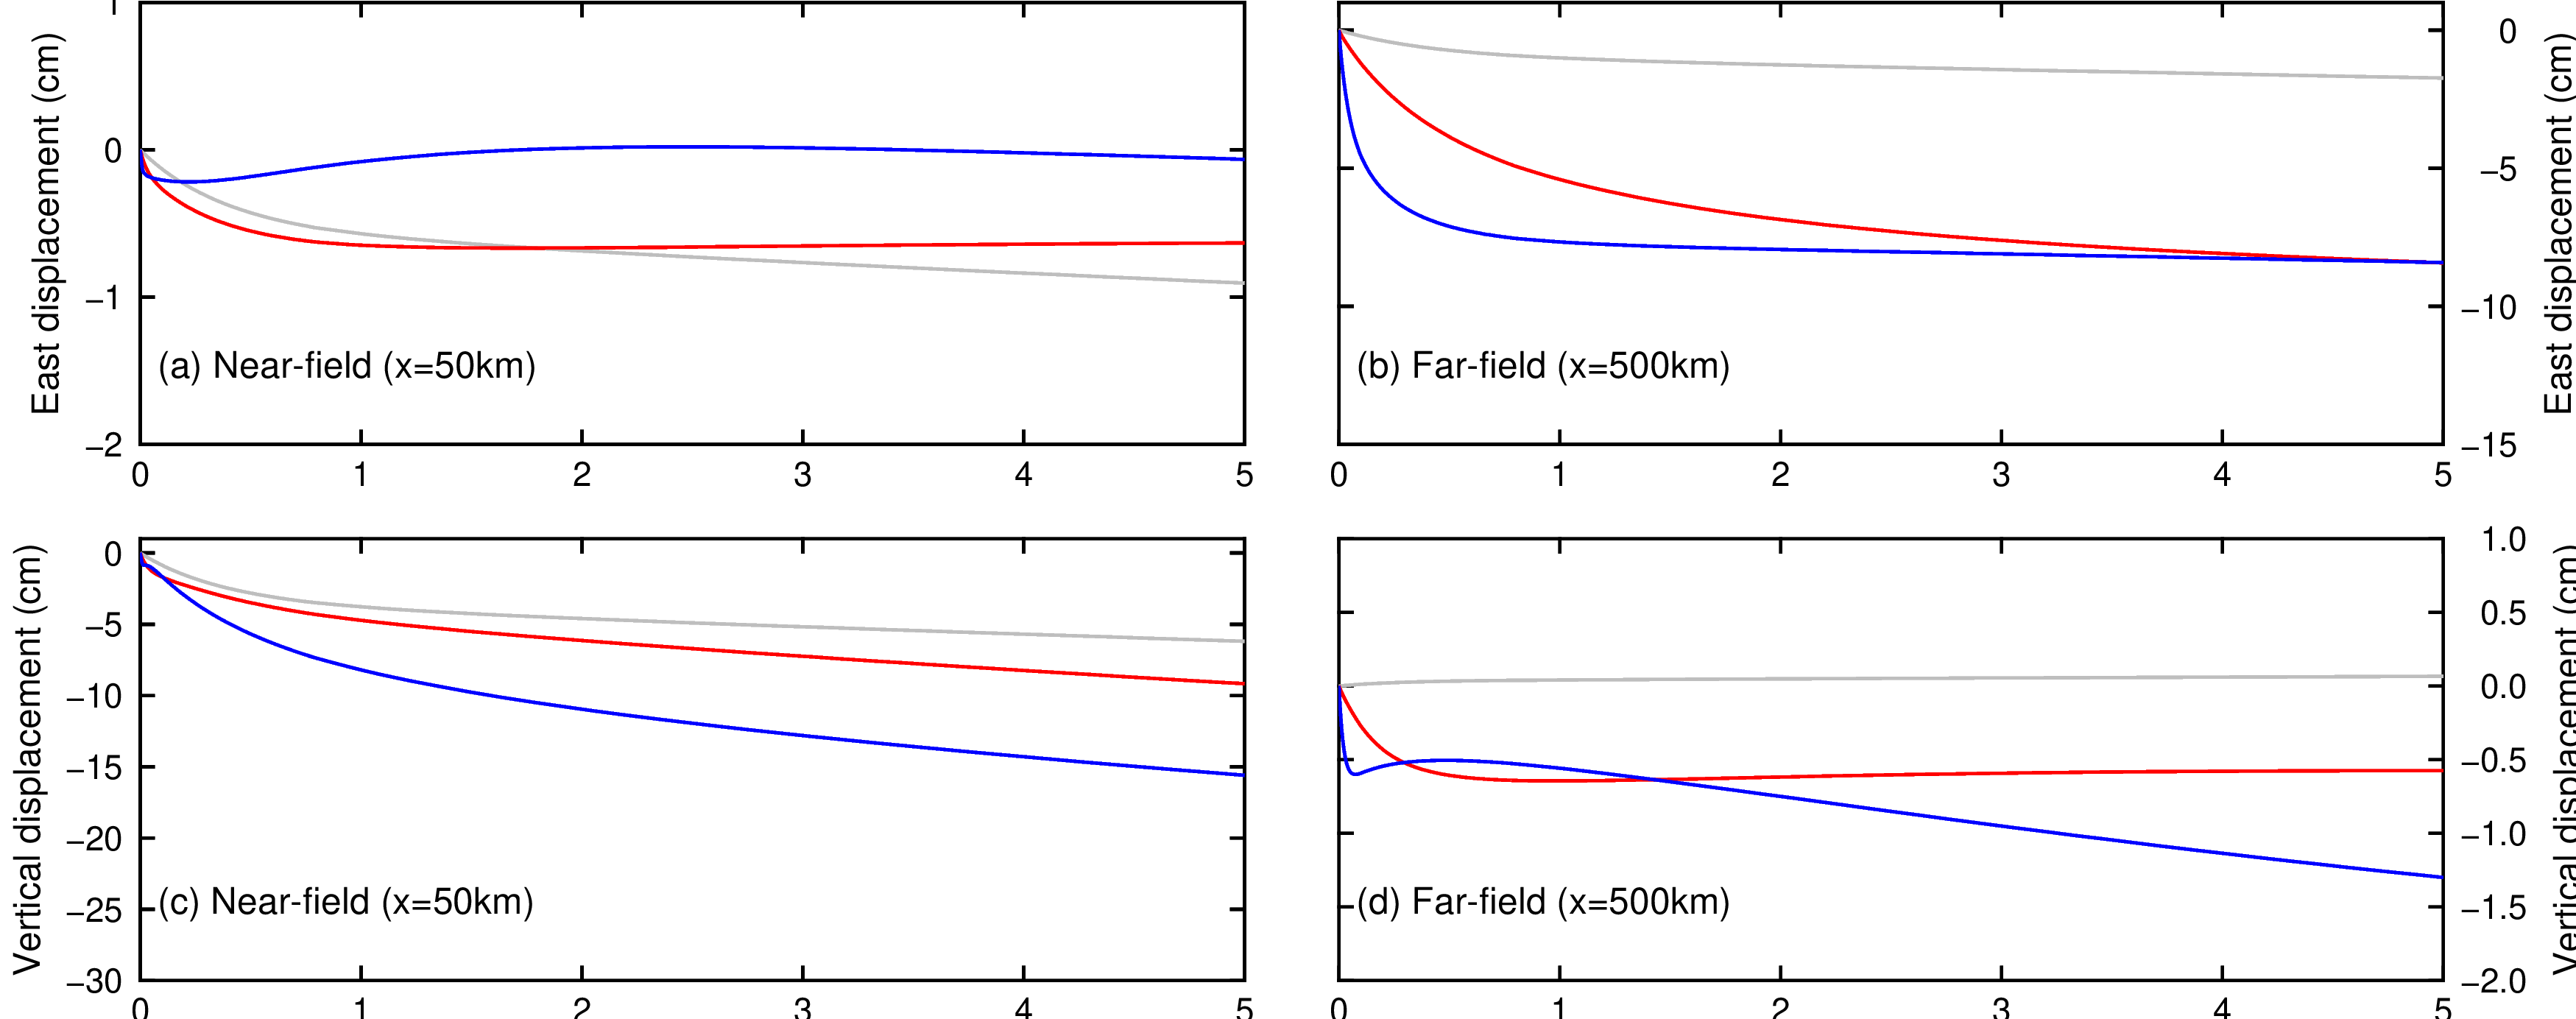 East displacement (cm)
0
−1
−2
(a) Near-field (x=50km)
0 1 2 3 4 5
(b) Far-field (x=500km)
0 1 2 3 4 5
0
−5
−10
−15
East displacement (cm)
Vertical displacement (cm)
0
−5
−10
−15
−20
−25
−30
(c) Near-field (x=50km)
0 1 2 3 4 5
(d) Far-field (x=500km)
0 1 2 3 4 5
1.0
0.5
0.0
−0.5
−1.0
−1.5
−2.0
Vertical displacement (cm)